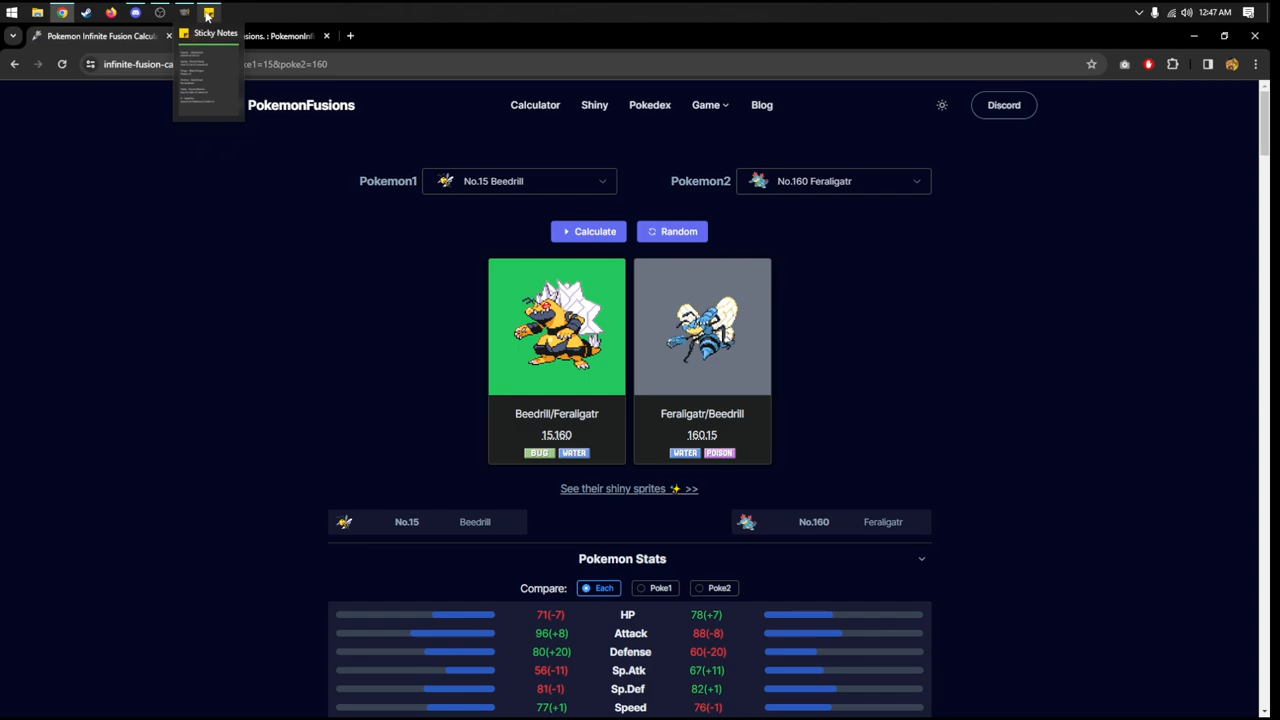 12:47 AM
Sticky Notes
Pokemon Infinite Fusion Calcul
usions. : PokemonInf
infinite-fusion-ca
oke1=15&poke2=160
PokemonFusions
Calculator
Shiny
Pokedex
Game
Blog
Discord
Pokemon1
No.15 Beedrill
Pokemon2
No.160 Feraligatr
Calculate
Random
Beedrill/Feraligatr
Feraligatr/Beedrill
15.160
160.15
BUG WATER
WATER POISON
See their shiny sprites ✨ >>
No.15 Beedrill
No.160 Feraligatr
Pokemon Stats
Compare: Each Poke1 Poke2
71(-7) HP 78(+7)
96(+8) Attack 88(-8)
80(+20) Defense 60(-20)
56(-11) Sp.Atk 67(+11)
81(-1) Sp.Def 82(+1)
77(+1) Speed 76(-1)